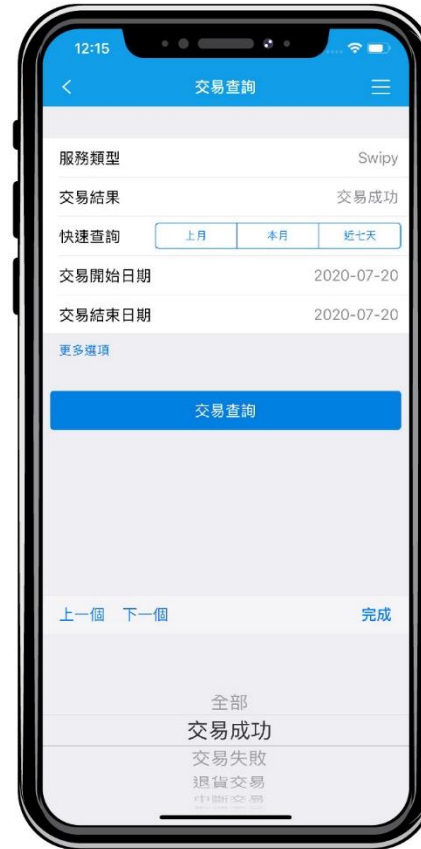 12:15
交易查詢
服務類型 Swipy
交易結果 交易成功
快速查詢 上月 本月 近七天
交易開始日期 2020-07-20
交易結束日期 2020-07-20
更多選項
交易查詢
上一個 下一個 完成
全部
交易成功
交易失敗
退貨交易
中斷交易